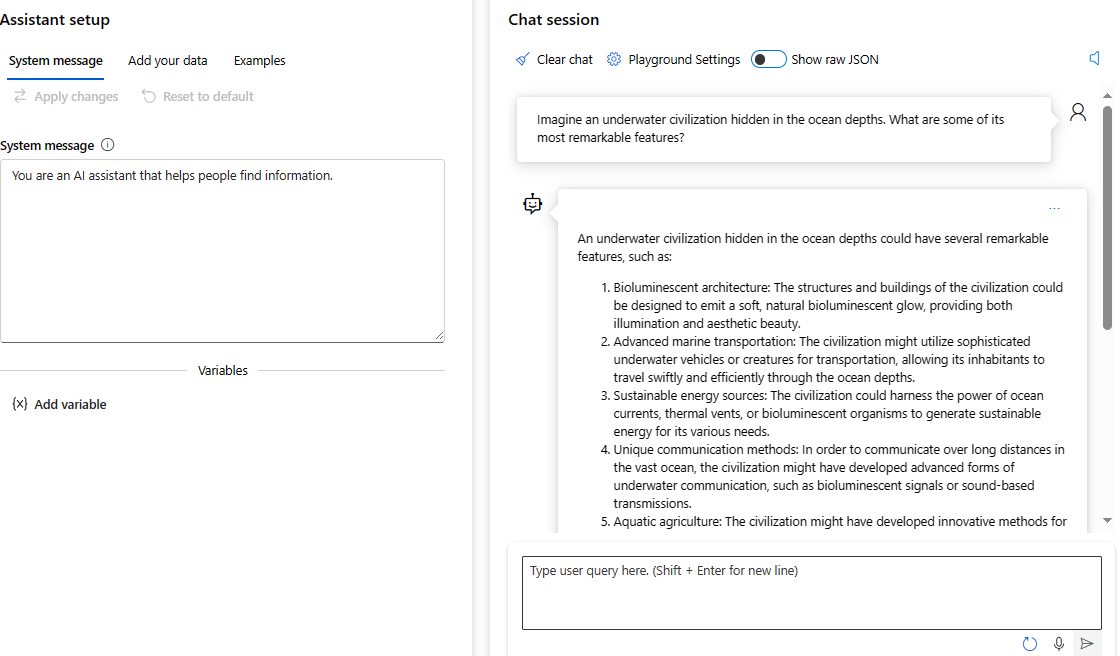 Assistant setup
System message
Add your data
Examples
Apply changes
Reset to default
System message
You are an AI assistant that helps people find information.
Variables
{x} Add variable
Chat session
Clear chat
Playground Settings
Show raw JSON
Imagine an underwater civilization hidden in the ocean depths. What are some of its
most remarkable features?
...
An underwater civilization hidden in the ocean depths could have several remarkable
features, such as:
1. Bioluminescent architecture: The structures and buildings of the civilization could
be designed to emit a soft, natural bioluminescent glow, providing both
illumination and aesthetic beauty.
2. Advanced marine transportation: The civilization might utilize sophisticated
underwater vehicles or creatures for transportation, allowing its inhabitants to
travel swiftly and efficiently through the ocean depths.
3. Sustainable energy sources: The civilization could harness the power of ocean
currents, thermal vents, or bioluminescent organisms to generate sustainable
energy for its various needs.
4. Unique communication methods: In order to communicate over long distances in
the vast ocean, the civilization might have developed advanced forms of
underwater communication, such as bioluminescent signals or sound-based
transmissions.
5. Aquatic agriculture: The civilization might have developed innovative methods for
Type user query here. (Shift + Enter for new line)